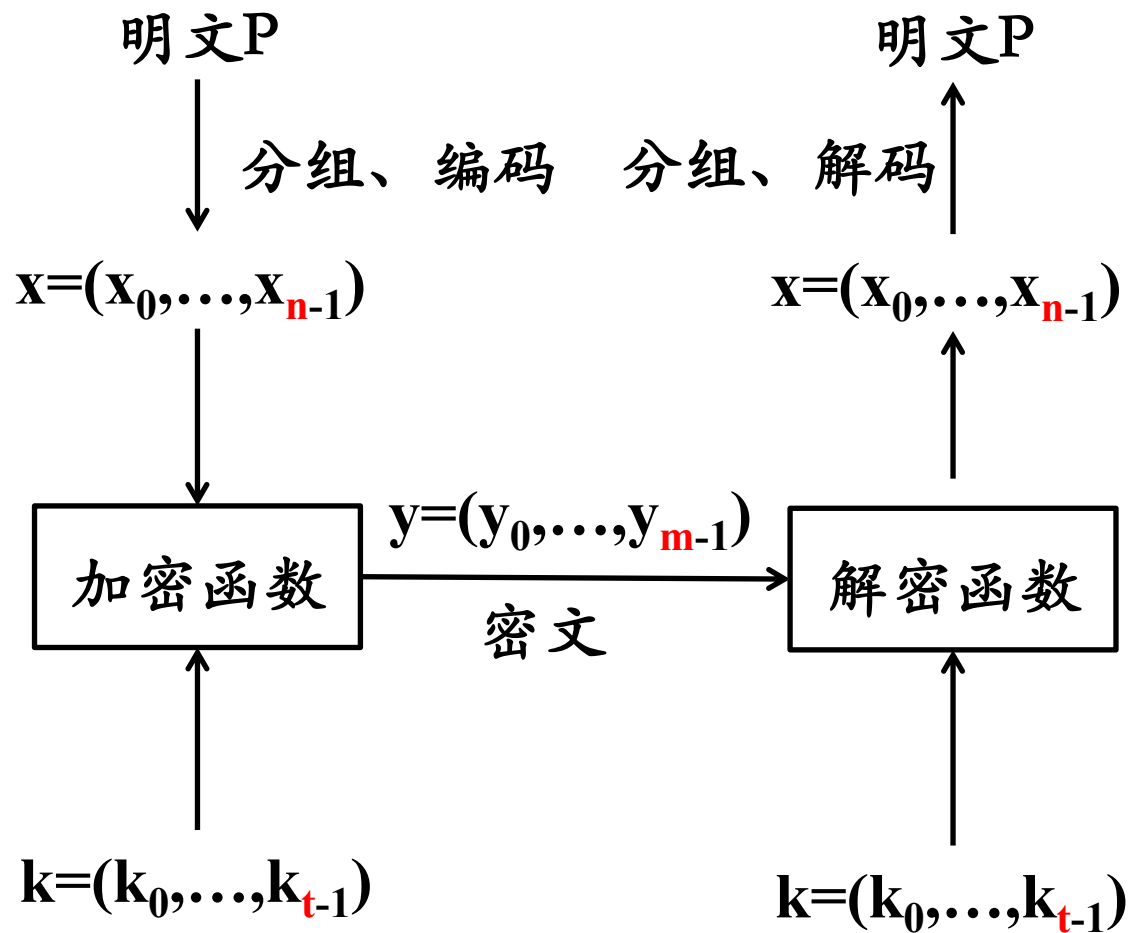 明文P 明文P
分组、编码 分组、解码
x=(x₀,…,xₙ₋₁) x=(x₀,…,xₙ₋₁)
y=(y₀,…,yₘ₋₁)
加密函数 解密函数
密文
k=(k₀,…,kₜ₋₁) k=(k₀,…,kₜ₋₁)